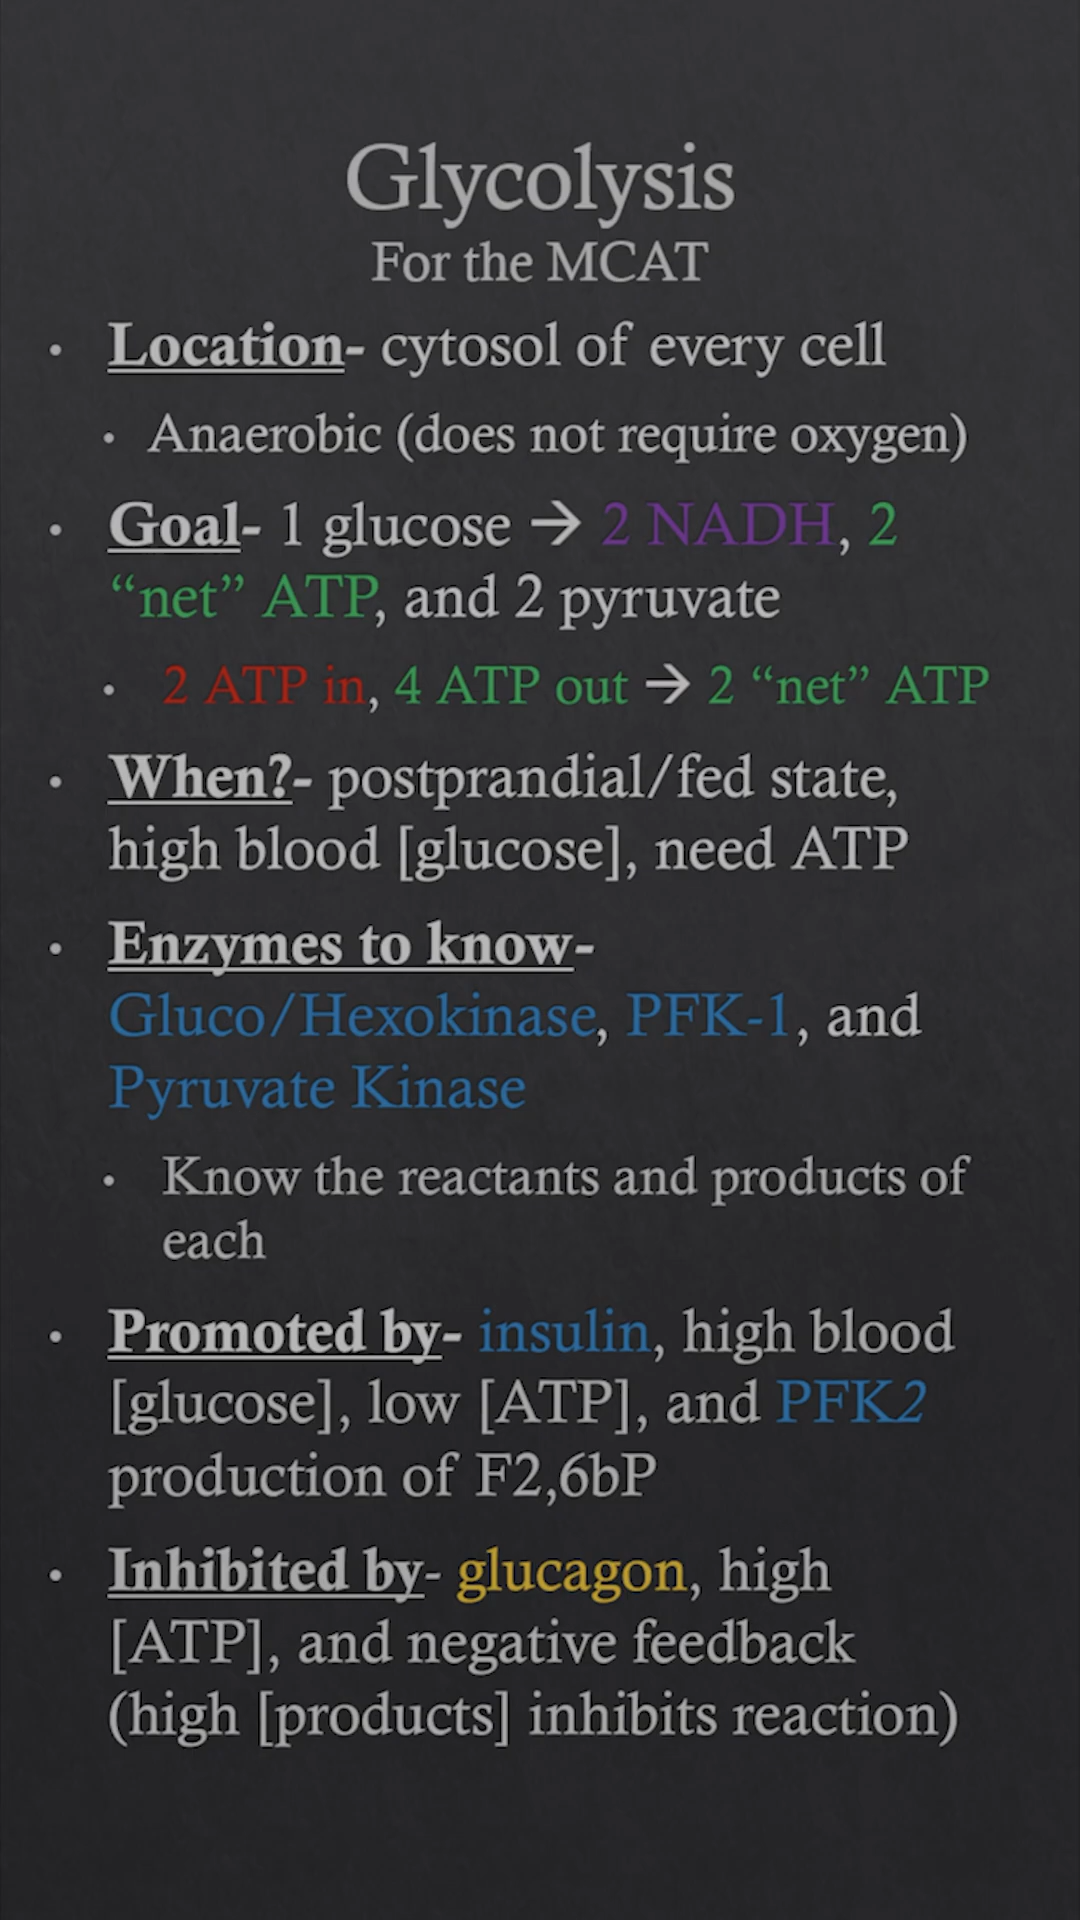 Glycolysis
For the MCAT
• Location- cytosol of every cell
• Anaerobic (does not require oxygen)
• Goal- 1 glucose → 2 NADH, 2
“net” ATP, and 2 pyruvate
• 2 ATP in, 4 ATP out → 2 “net” ATP
• When?- postprandial/fed state,
high blood [glucose], need ATP
• Enzymes to know-
Gluco/Hexokinase, PFK-1, and
Pyruvate Kinase
• Know the reactants and products of
each
• Promoted by- insulin, high blood
[glucose], low [ATP], and PFK2
production of F2,6bP
• Inhibited by- glucagon, high
[ATP], and negative feedback
(high [products] inhibits reaction)